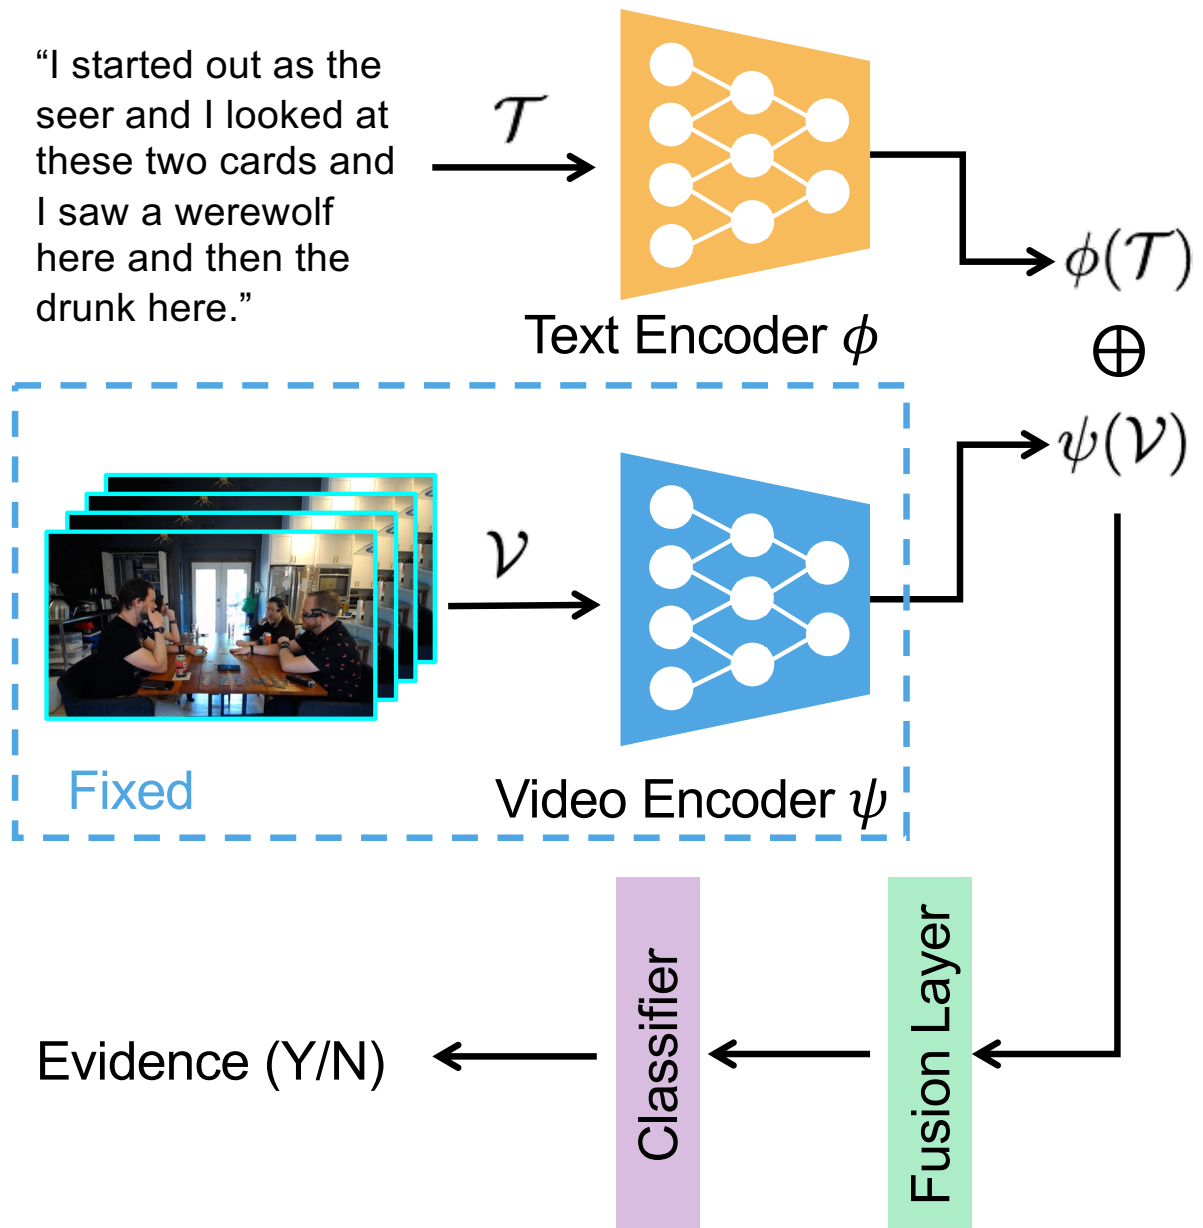 “I started out as the
seer and I looked at
these two cards and
I saw a werewolf
here and then the
drunk here.”
𝒯
Text Encoder ϕ
ϕ(𝒯)
⊕
ψ(𝒱)
𝒱
Fixed
Video Encoder ψ
Evidence (Y/N)
Classifier
Fusion Layer